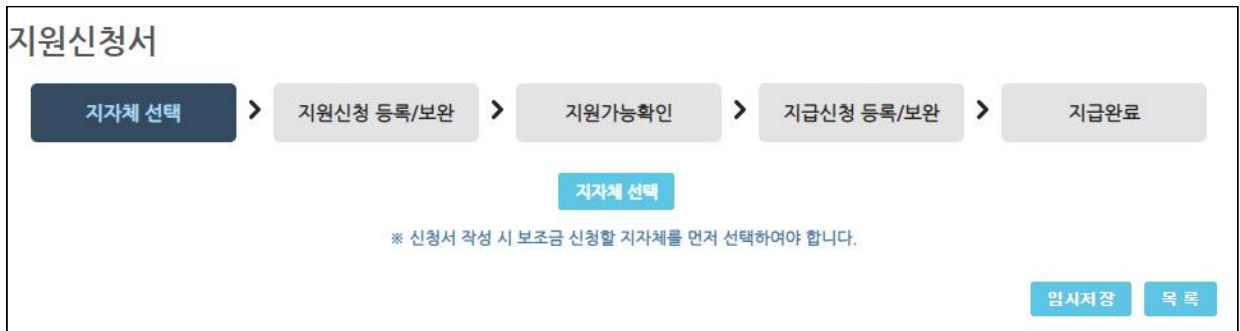 지원신청서
지자체 선택 > 지원신청 등록/보완 > 지원가능확인 > 지급신청 등록/보완 > 지급완료
지자체 선택
※ 신청서 작성 시 보조금 신청할 지자체를 먼저 선택하여야 합니다.
임시저장 목 록